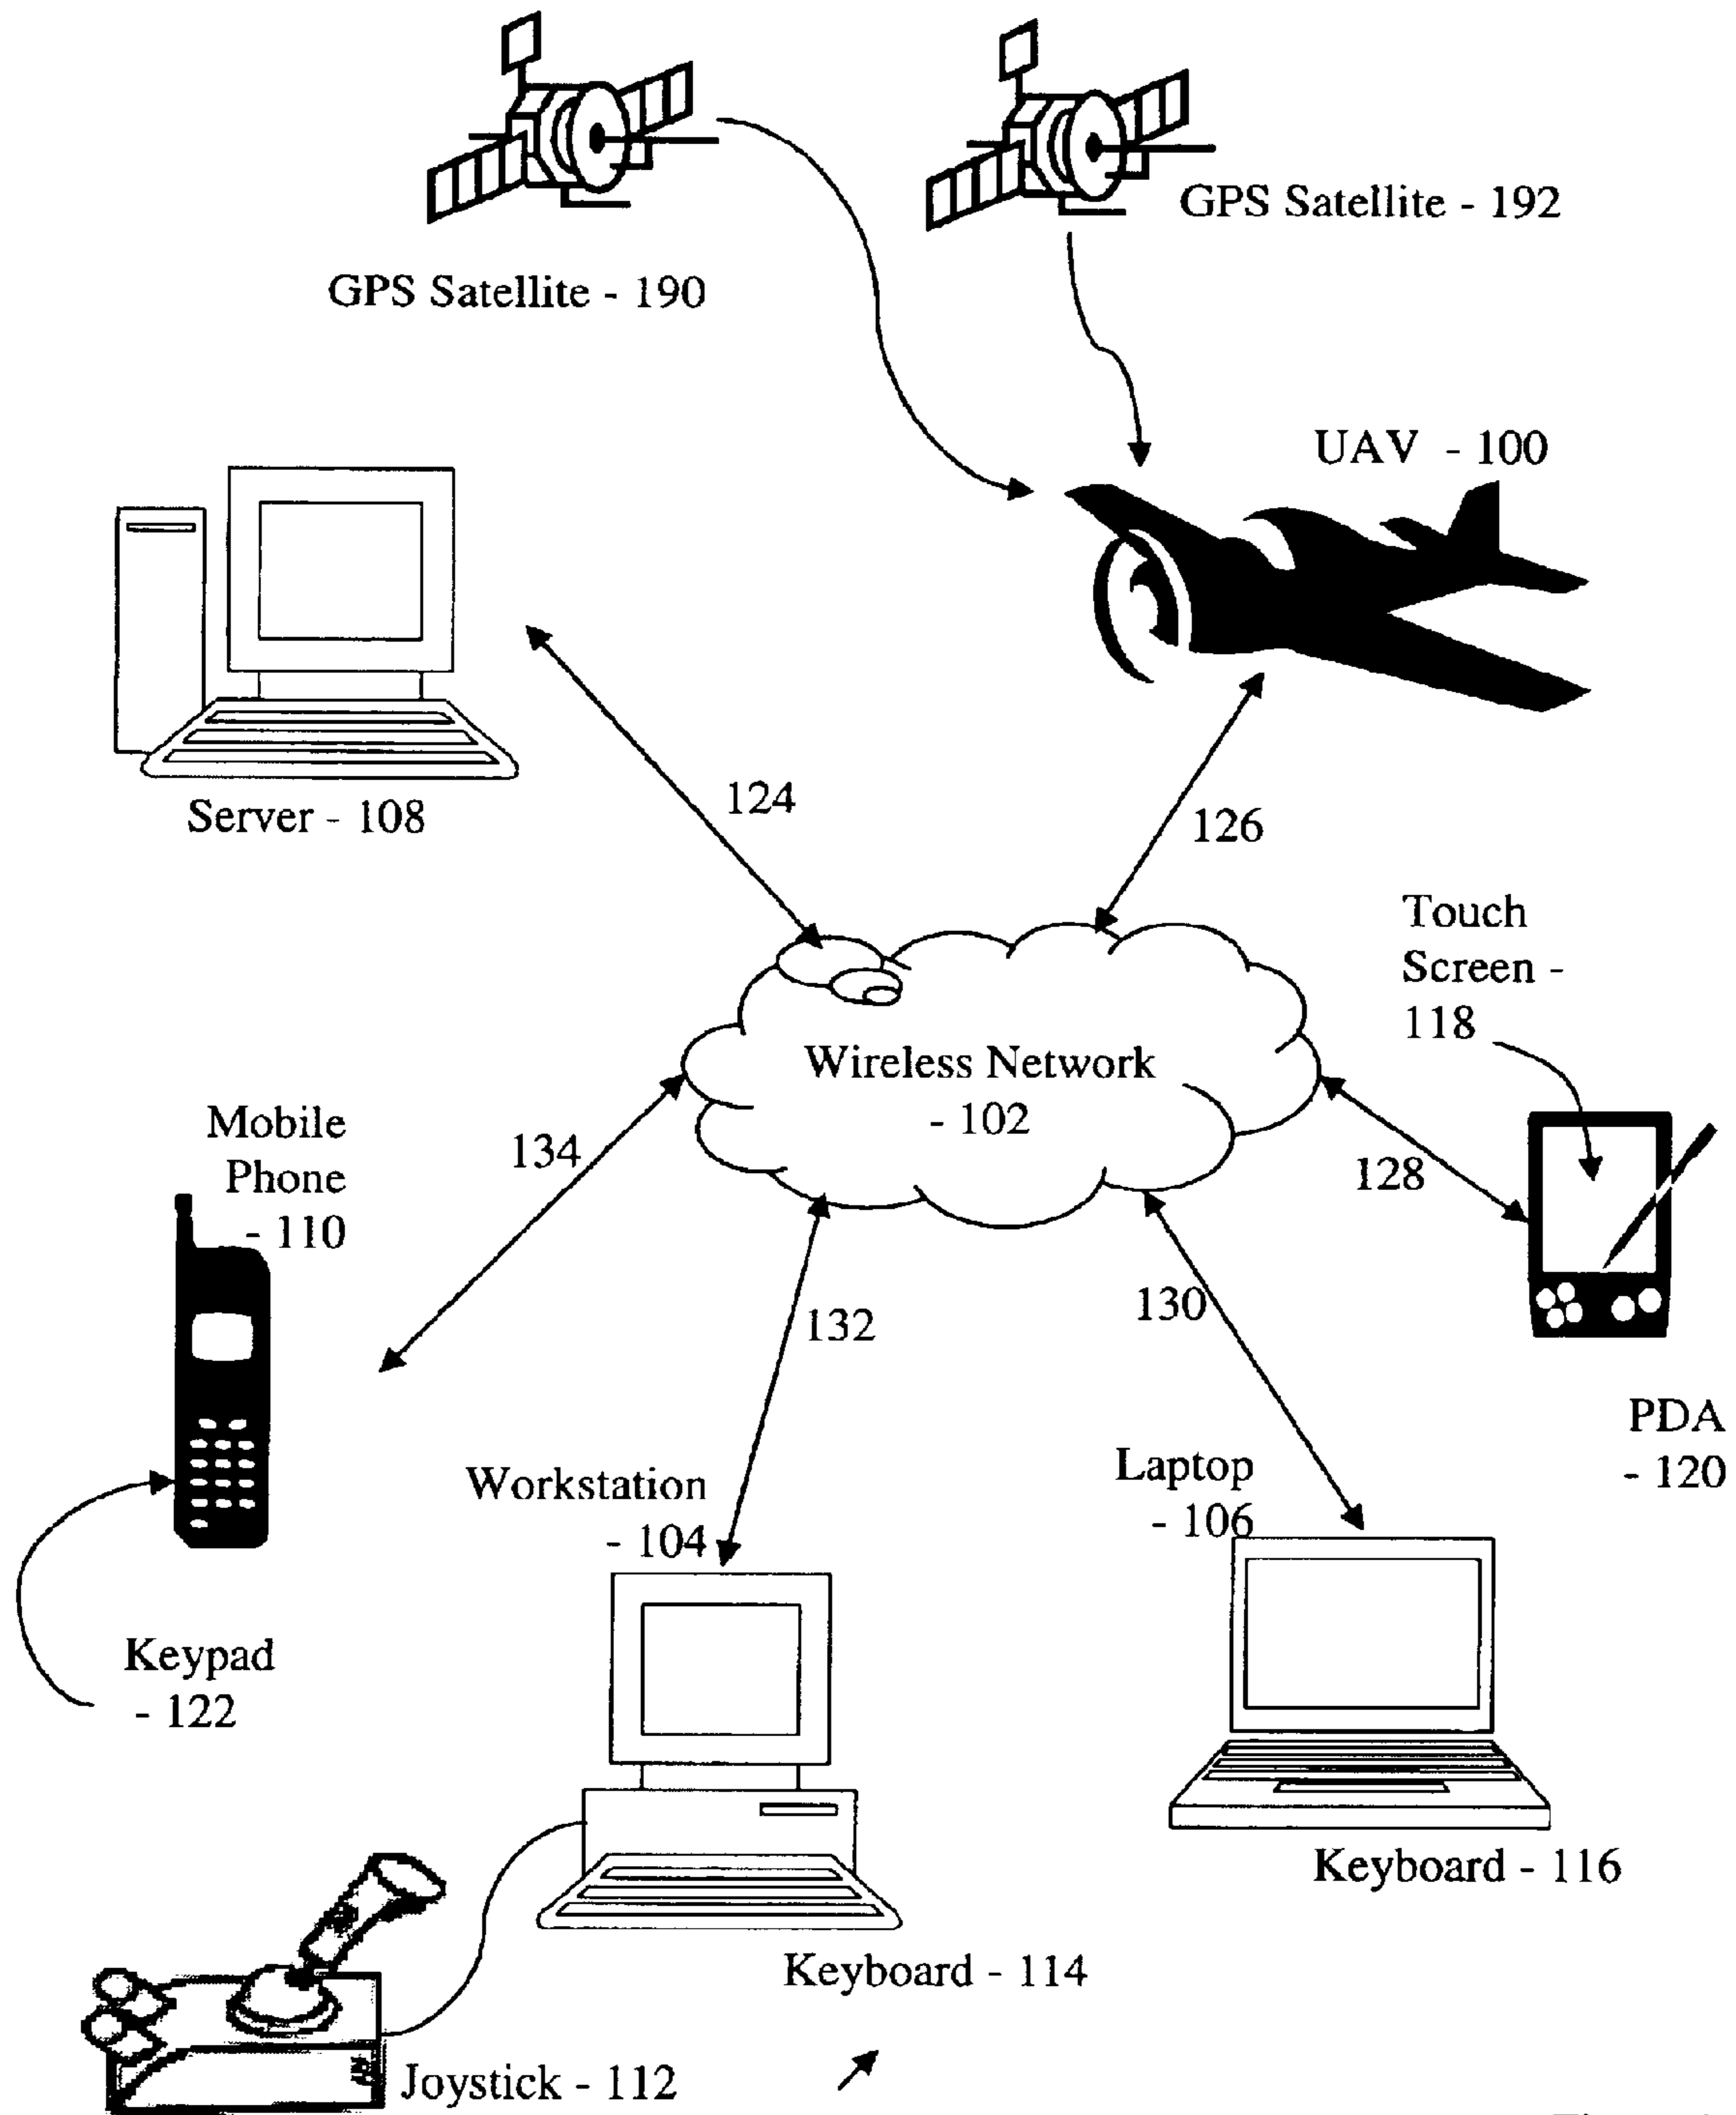 GPS Satellite - 192
GPS Satellite - 190
UAV - 100
Server - 108
124
126
Touch
Screen -
118
Wireless Network
- 102
Mobile
Phone
- 110
134
128
132
130
PDA
- 120
Workstation
- 104
Laptop
- 106
Keypad
- 122
Keyboard - 116
Keyboard - 114
Joystick - 112